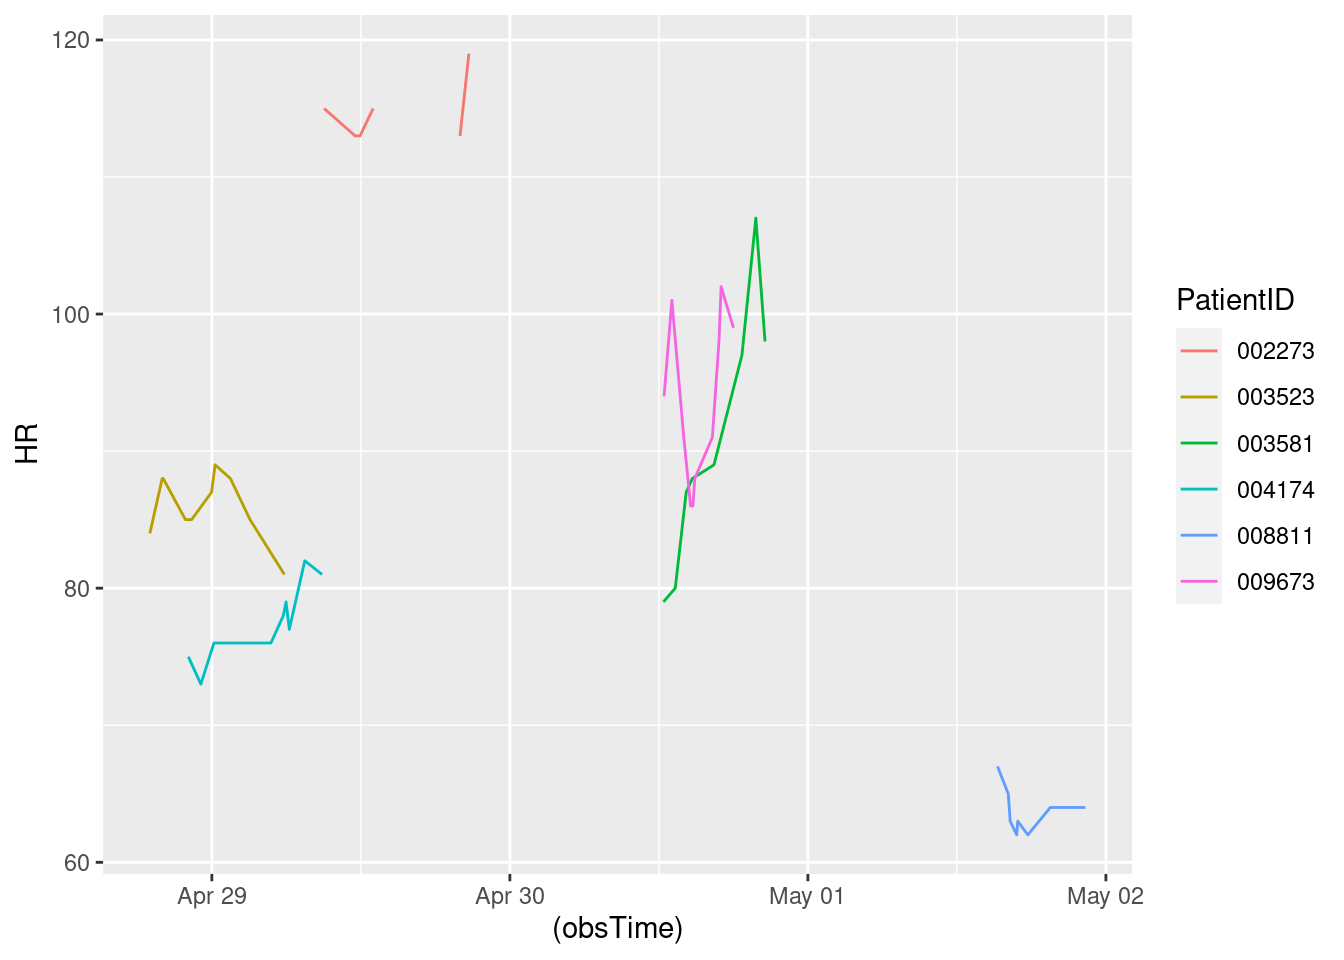 120
100
80
60
HR
Apr 29
Apr 30
May 01
May 02
(obsTime)
PatientID
002273
003523
003581
004174
008811
009673